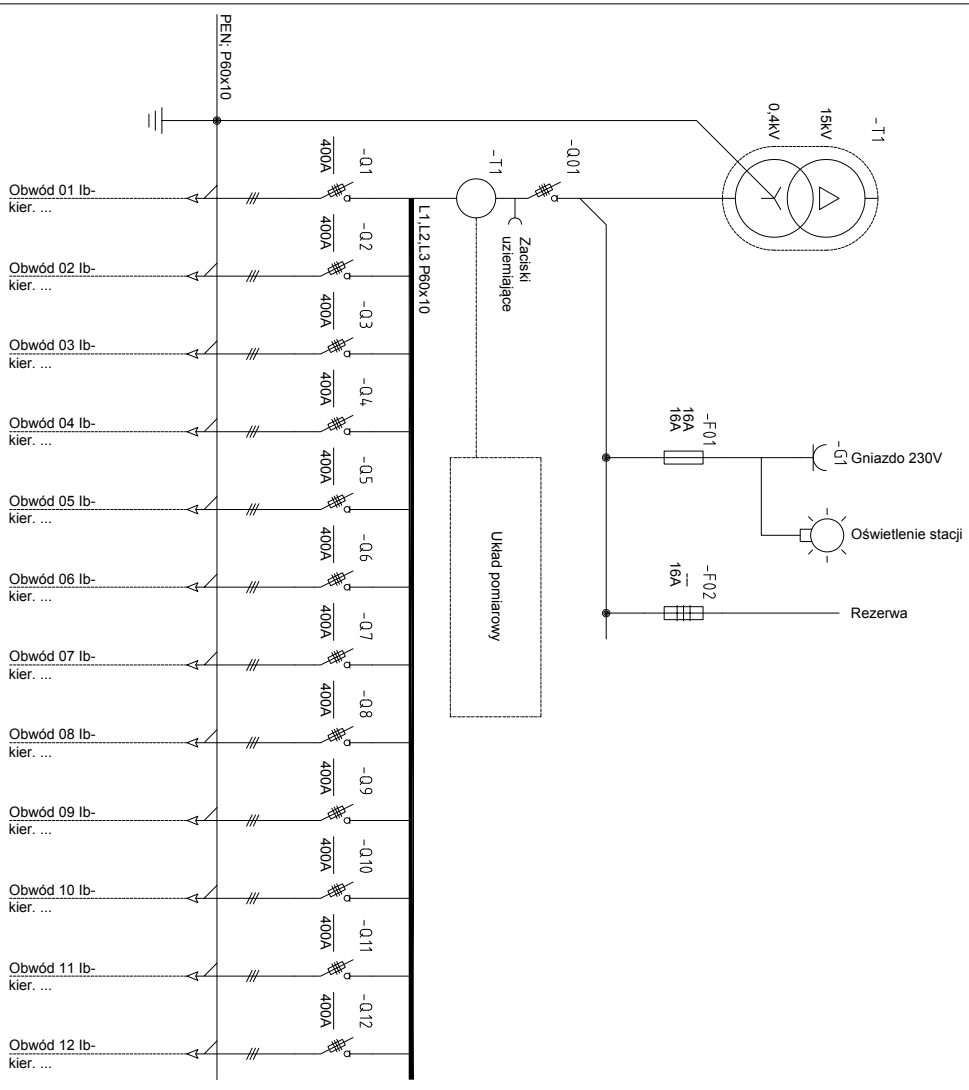 PEN; P60x10
-T1
15kV
0,4kV
-Q01
-T1
Zaciski
uziemiające
L1,L2,L3 P60x10
Układ pomiarowy
-F01
16A
16A
-G1
Gniazdo 230V
Oświetlenie stacji
-F02
---
16A
Rezerwa
-Q1
400A
Obwód 01 Ib-
kier. ...
-Q2
400A
Obwód 02 Ib-
kier. ...
-Q3
400A
Obwód 03 Ib-
kier. ...
-Q4
400A
Obwód 04 Ib-
kier. ...
-Q5
400A
Obwód 05 Ib-
kier. ...
-Q6
400A
Obwód 06 Ib-
kier. ...
-Q7
400A
Obwód 07 Ib-
kier. ...
-Q8
400A
Obwód 08 Ib-
kier. ...
-Q9
400A
Obwód 09 Ib-
kier. ...
-Q10
400A
Obwód 10 Ib-
kier. ...
-Q11
400A
Obwód 11 Ib-
kier. ...
-Q12
400A
Obwód 12 Ib-
kier. ...